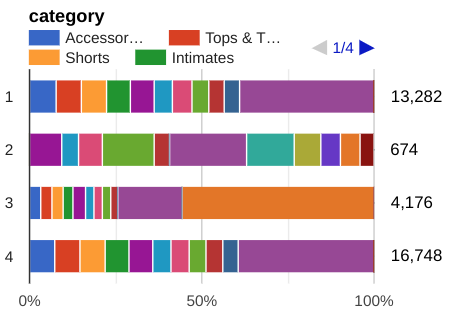 category
Accessor… Tops & T…
Shorts Intimates
1/4
1 13,282
2 674
3 4,176
4 16,748
0% 50% 100%